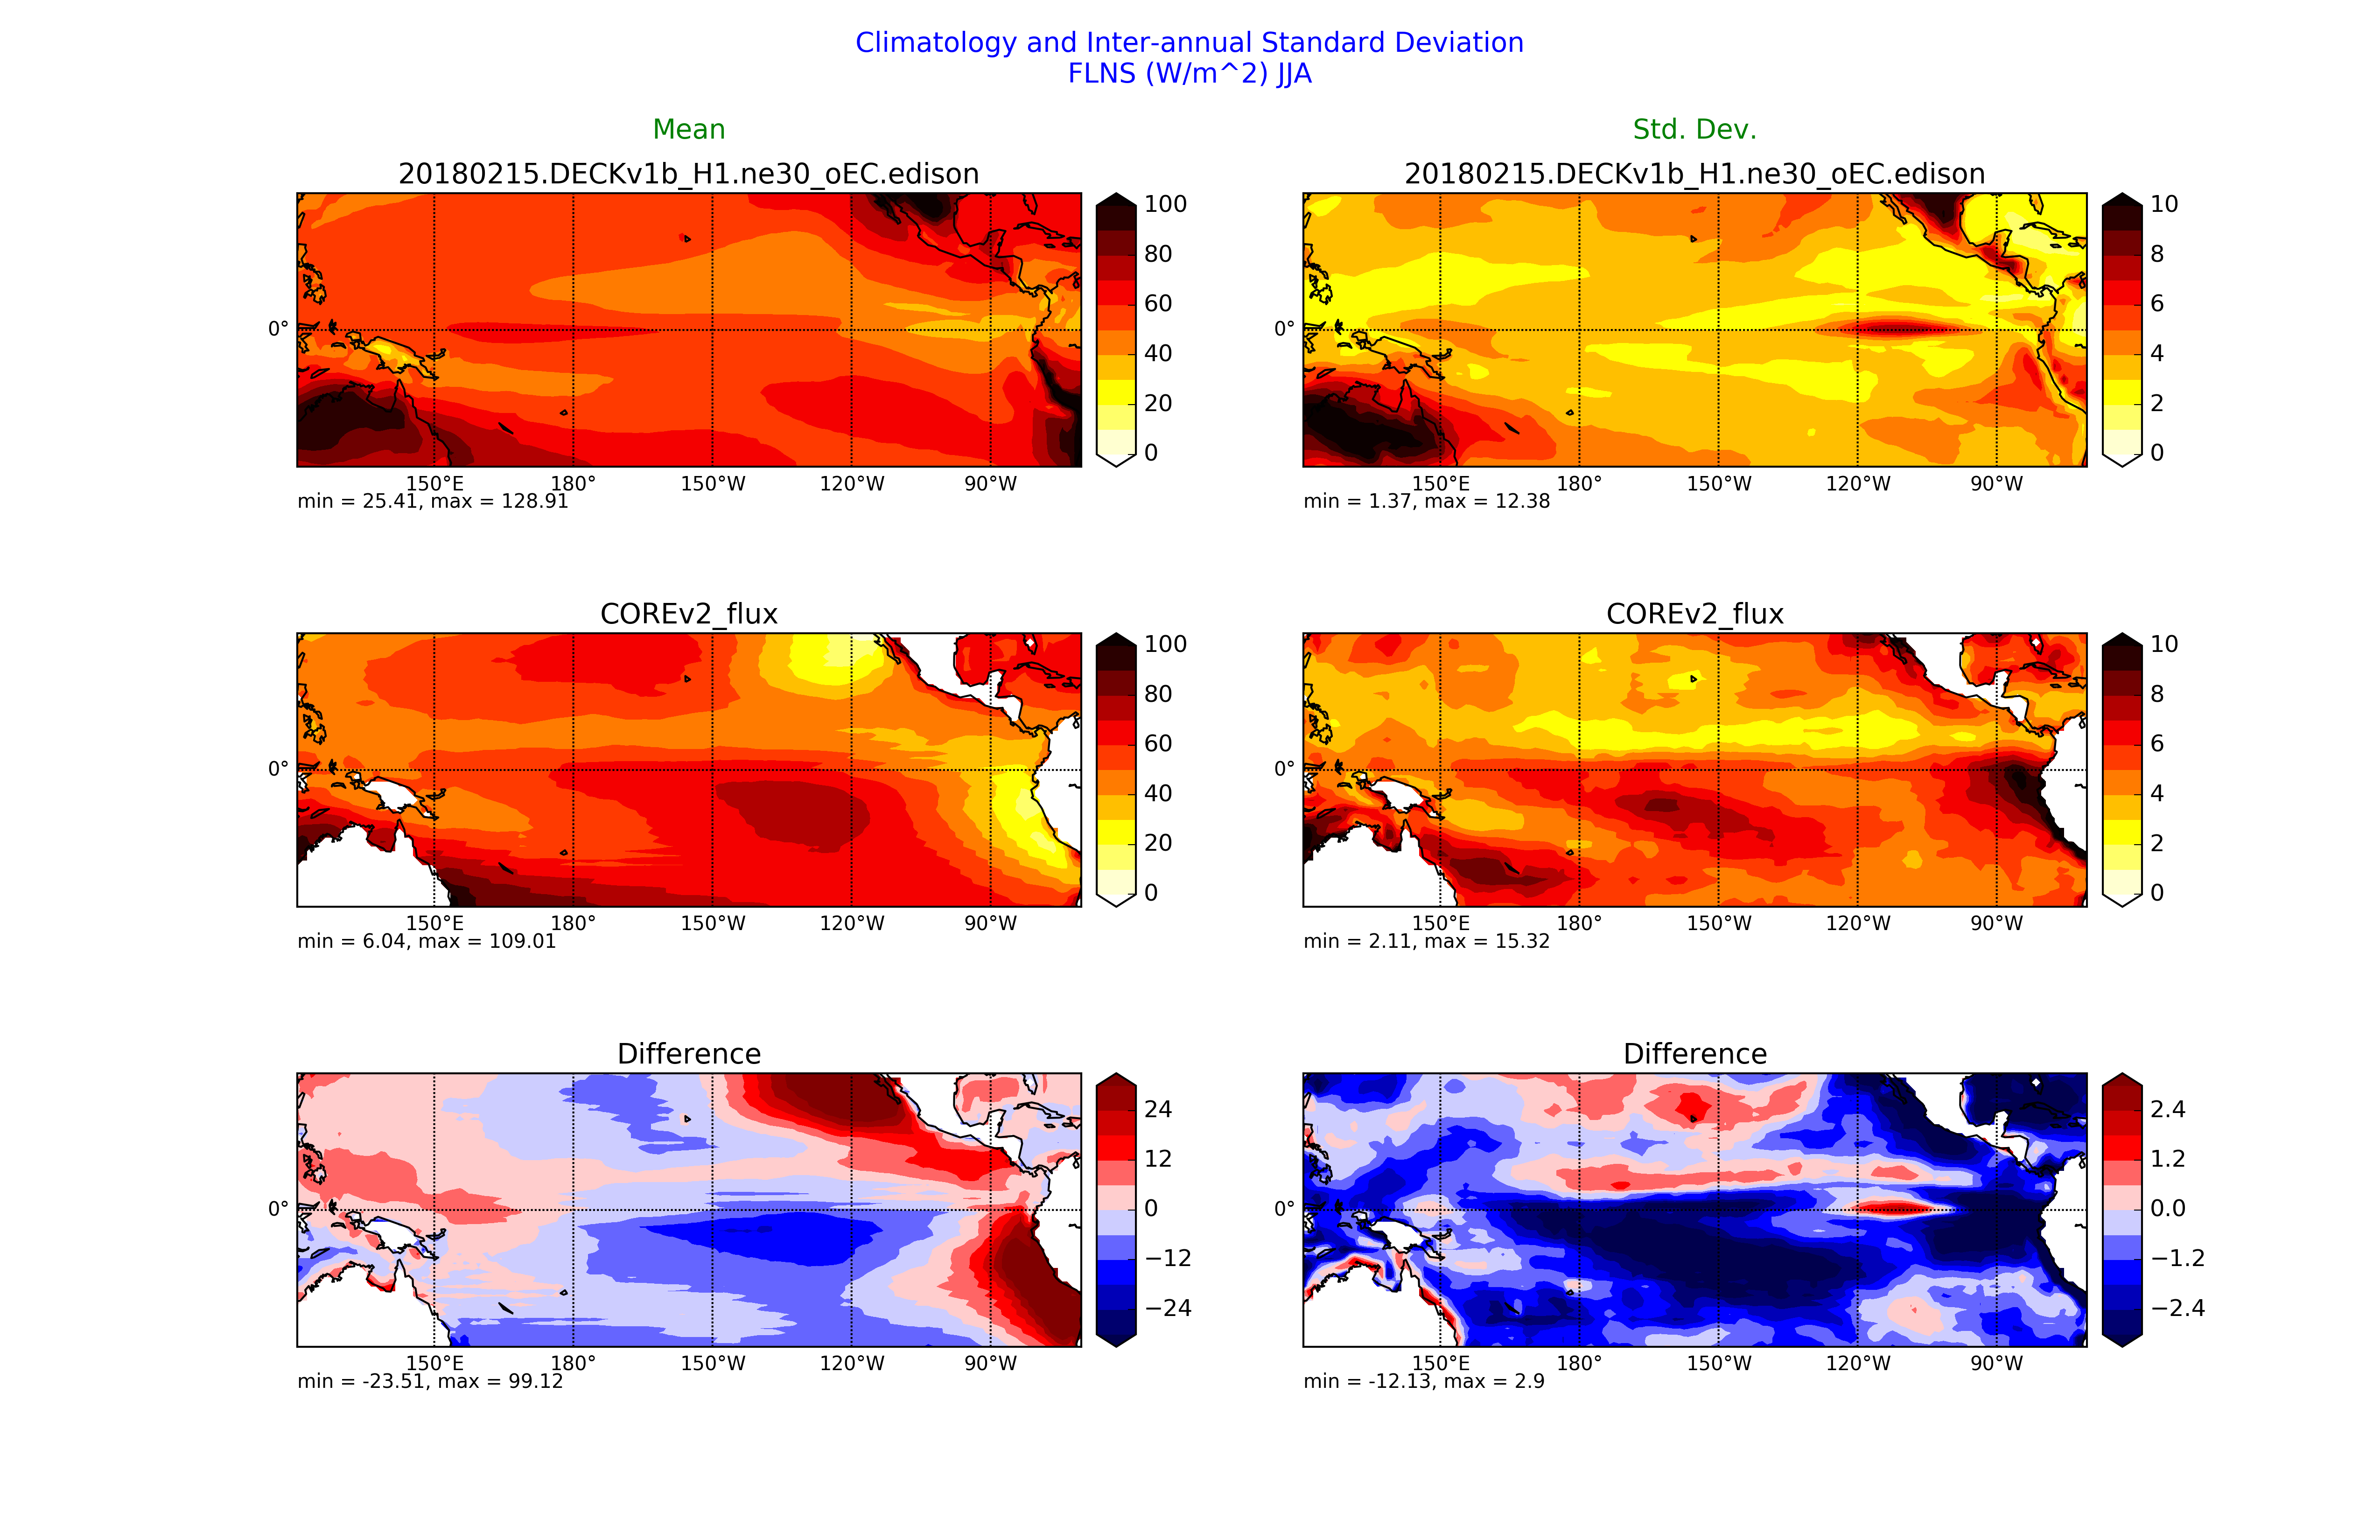 Climatology and Inter-annual Standard Deviation
FLNS (W/m^2) JJA
Mean
Std. Dev.
20180215.DECKv1b_H1.ne30_oEC.edison
100
80
60
40
20
0
0°
150°E 180° 150°W 120°W 90°W
min = 25.41, max = 128.91
20180215.DECKv1b_H1.ne30_oEC.edison
10
8
6
4
2
0
0°
150°E 180° 150°W 120°W 90°W
min = 1.37, max = 12.38
COREv2_flux
100
80
60
40
20
0
0°
150°E 180° 150°W 120°W 90°W
min = 6.04, max = 109.01
COREv2_flux
10
8
6
4
2
0
0°
150°E 180° 150°W 120°W 90°W
min = 2.11, max = 15.32
Difference
24
12
0
−12
−24
0°
150°E 180° 150°W 120°W 90°W
min = -23.51, max = 99.12
Difference
2.4
1.2
0.0
−1.2
−2.4
0°
150°E 180° 150°W 120°W 90°W
min = -12.13, max = 2.9